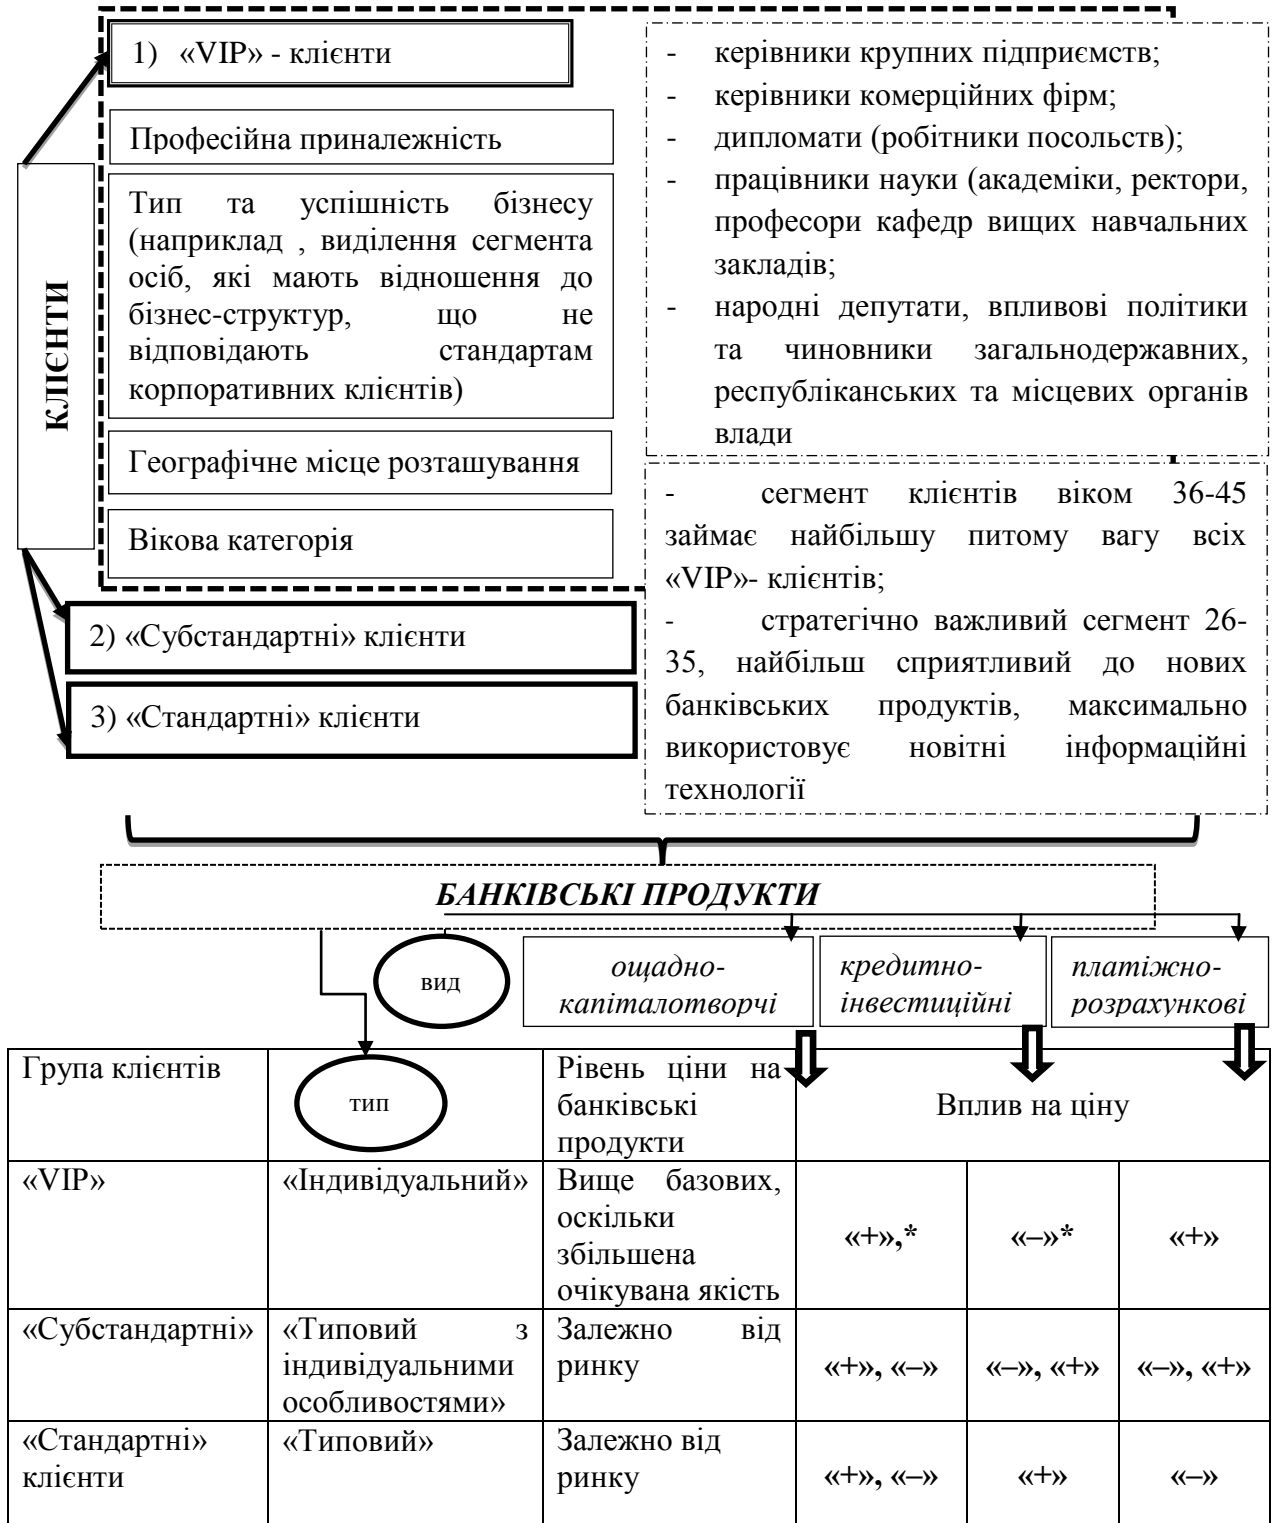 КЛІЄНТИ
1) «VIP» - клієнти
Професійна приналежність
Тип та успішність бізнесу
(наприклад , виділення сегмента
осіб, які мають відношення до
бізнес-структур, що не
відповідають стандартам
корпоративних клієнтів)
Географічне місце розташування
Вікова категорія
2) «Субстандартні» клієнти
3) «Стандартні» клієнти
- керівники крупних підприємств;
- керівники комерційних фірм;
- дипломати (робітники посольств);
- працівники науки (академіки, ректори,
професори кафедр вищих навчальних
закладів;
- народні депутати, впливові політики
та чиновники загальнодержавних,
республіканських та місцевих органів
влади
- сегмент клієнтів віком 36-45
займає найбільшу питому вагу всіх
«VIP»- клієнтів;
- стратегічно важливий сегмент 26-
35, найбільш сприятливий до нових
банківських продуктів, максимально
використовує новітні інформаційні
технології
БАНКІВСЬКІ ПРОДУКТИ
вид
ощадно-
капіталотворчі
кредитно-
інвестиційні
платіжно-
розрахункові
Група клієнтів
тип
Рівень ціни на
банківські
продукти
Вплив на ціну
«VIP»
«Індивідуальний»
Вище базових,
оскільки
збільшена
очікувана якість
«+»,*
«–»*
«+»
«Субстандартні»
«Типовий з
індивідуальними
особливостями»
Залежно від
ринку
«+», «–»
«–», «+»
«–», «+»
«Стандартні»
клієнти
«Типовий»
Залежно від
ринку
«+», «–»
«+»
«–»